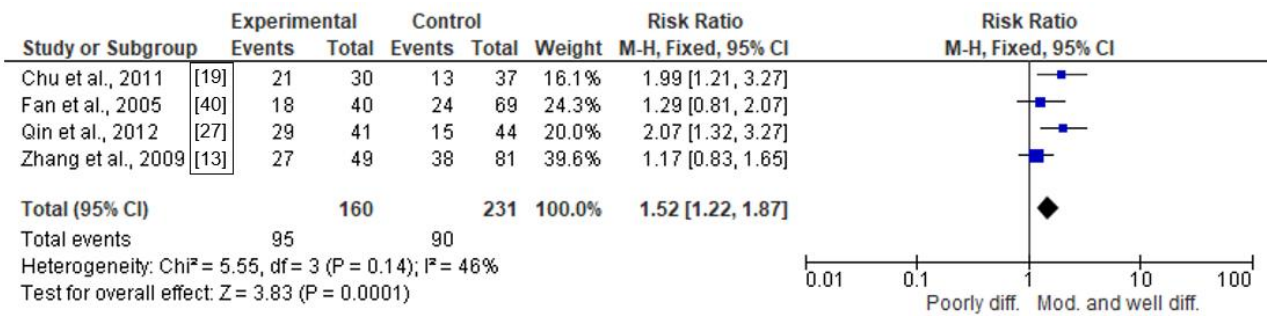 Experimental Control Risk Ratio Risk Ratio
Study or Subgroup Events Total Events Total Weight M-H, Fixed, 95% CI M-H, Fixed, 95% CI
Chu et al., 2011 [19] 21 30 13 37 16.1% 1.99 [1.21, 3.27]
Fan et al., 2005 [40] 18 40 24 69 24.3% 1.29 [0.81, 2.07]
Qin et al., 2012 [27] 29 41 15 44 20.0% 2.07 [1.32, 3.27]
Zhang et al., 2009 [13] 27 49 38 81 39.6% 1.17 [0.83, 1.65]
Total (95% CI) 160 231 100.0% 1.52 [1.22, 1.87]
Total events 95 90
Heterogeneity: Chi² = 5.55, df = 3 (P = 0.14); I² = 46%
Test for overall effect: Z = 3.83 (P = 0.0001)
0.01 0.1 1 10 100
Poorly diff. Mod. and well diff.